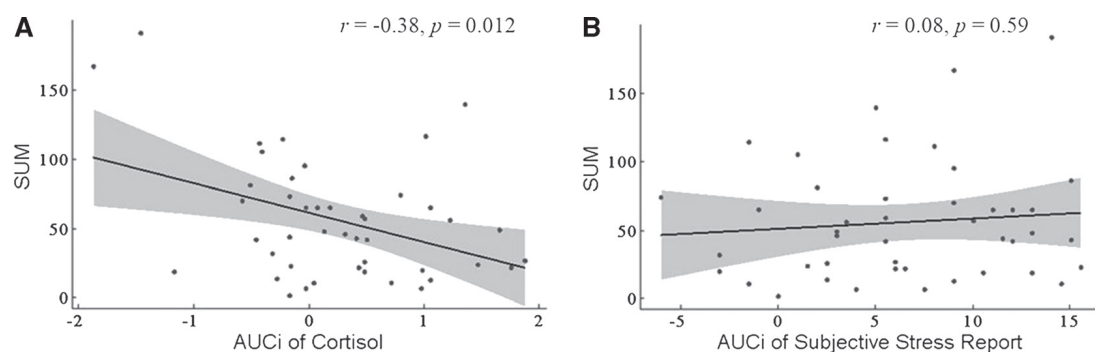 A
r = -0.38, p = 0.012
SUM
150
100
50
0
-2
-1
0
1
2
AUCi of Cortisol
B
r = 0.08, p = 0.59
SUM
150
100
50
0
-5
0
5
10
15
AUCi of Subjective Stress Report